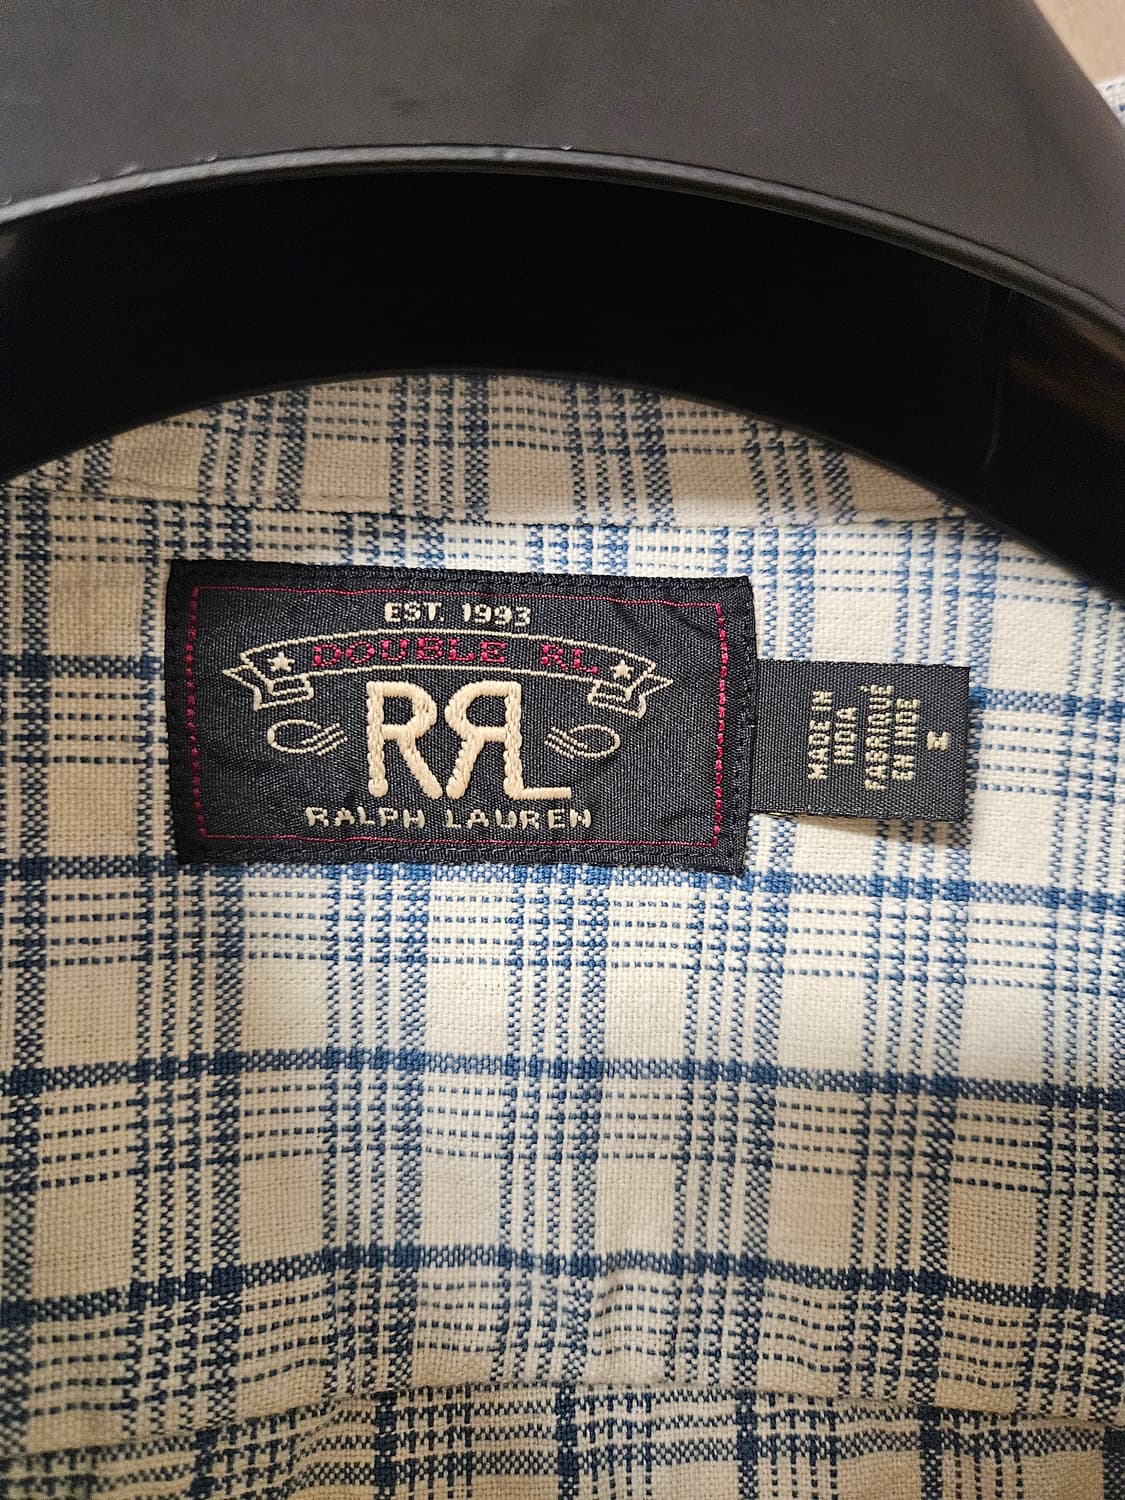 EST. 1993
DOUBLE RL
RRL
RALPH LAUREN
MADE IN
INDIA
FABRIQUÉ
EN INDE
M